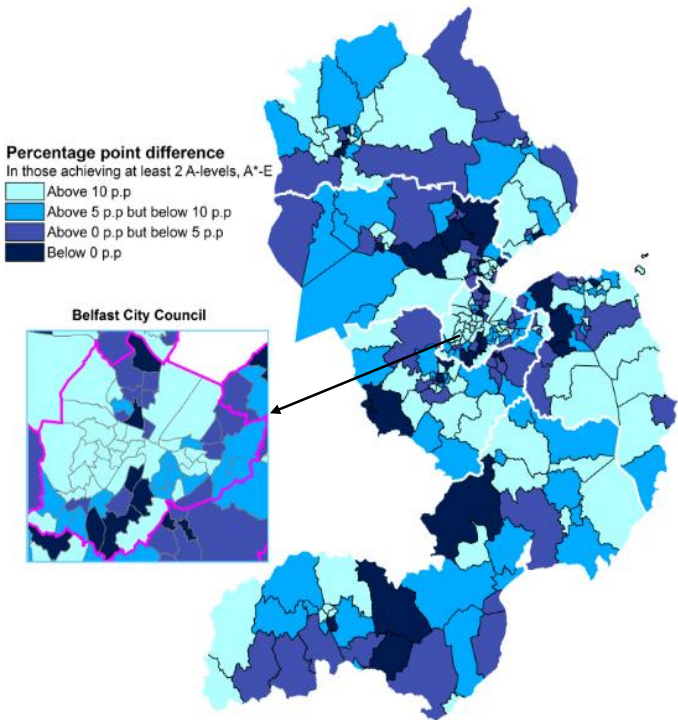 Percentage point difference
In those achieving at least 2 A-levels, A*-E
Above 10 p.p
Above 5 p.p but below 10 p.p
Above 0 p.p but below 5 p.p
Below 0 p.p
Belfast City Council